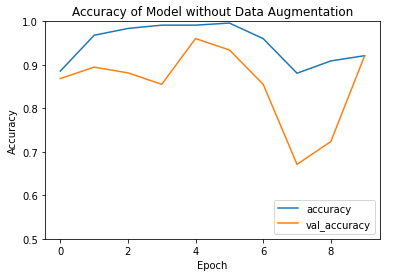 Accuracy of Model without Data Augmentation
1.0
0.9
0.8
0.7
0.6
0.5
Accuracy
0 2 4 6 8
Epoch
accuracy
val_accuracy